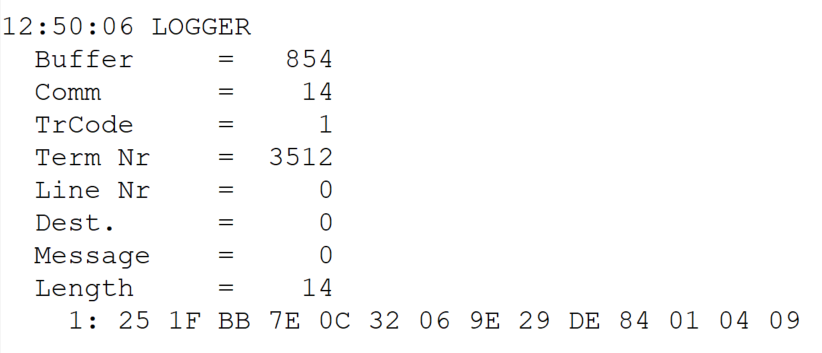 12:50:06 LOGGER
Buffer = 854
Comm = 14
TrCode = 1
Term Nr = 3512
Line Nr = 0
Dest. = 0
Message = 0
Length = 14
1: 25 1F BB 7E 0C 32 06 9E 29 DE 84 01 04 09